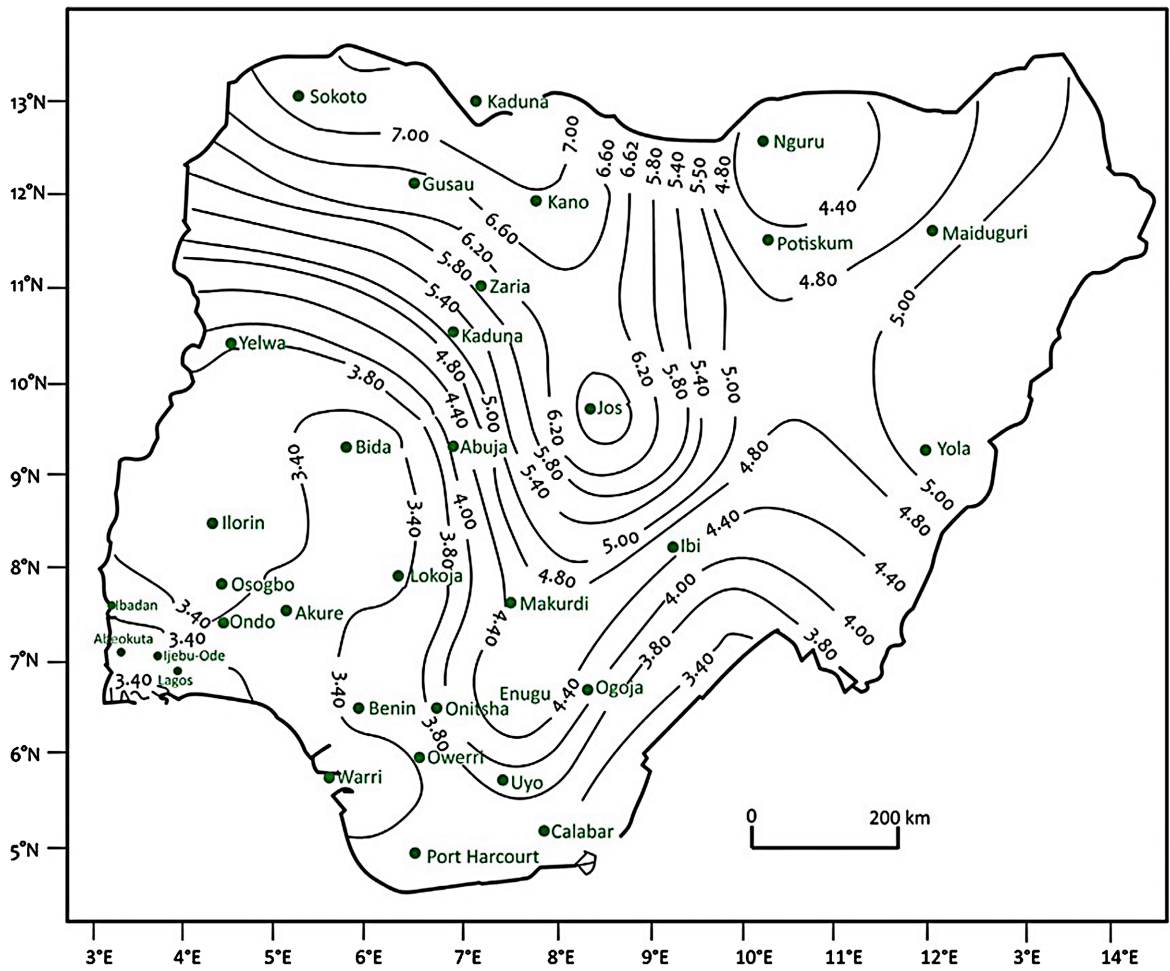 13°N
Sokoto
Kaduna
7.00
7.00
Nguru
6.60
6.62
5.80
5.40
5.50
4.80
12°N
Gusau
Kano
4.40
6.60
Maiduguri
6.20
Potiskum
5.80
Zaria
4.80
11°N
5.40
5.00
Kaduna
Yelwa
4.80
6.20
3.80
5.80
5.40
5.00
10°N
4.40
5.00
Jos
6.20
Bida
Abuja
4.80
Yola
3.40
5.80
9°N
5.40
5.00
3.40
4.00
4.40
4.80
Ilorin
3.80
5.00
Ibi
8°N
Lokoja
4.80
4.40
Osogbo
4.00
Ibadan
3.40
Akure
Makurdi
Ondo
4.40
4.00
Abeokuta
3.40
3.80
3.80
Ijebu-Ode
7°N
3.40
Lagos
3.40
3.40
Enugu
4.40
Ogoja
Benin
Onitsha
3.80
6°N
Owerri
Warri
Uyo
0
200 km
Calabar
5°N
Port Harcourt
3°E
4°E
5°E
6°E
7°E
8°E
9°E
10°E
11°E
12°E
3°E
14°E